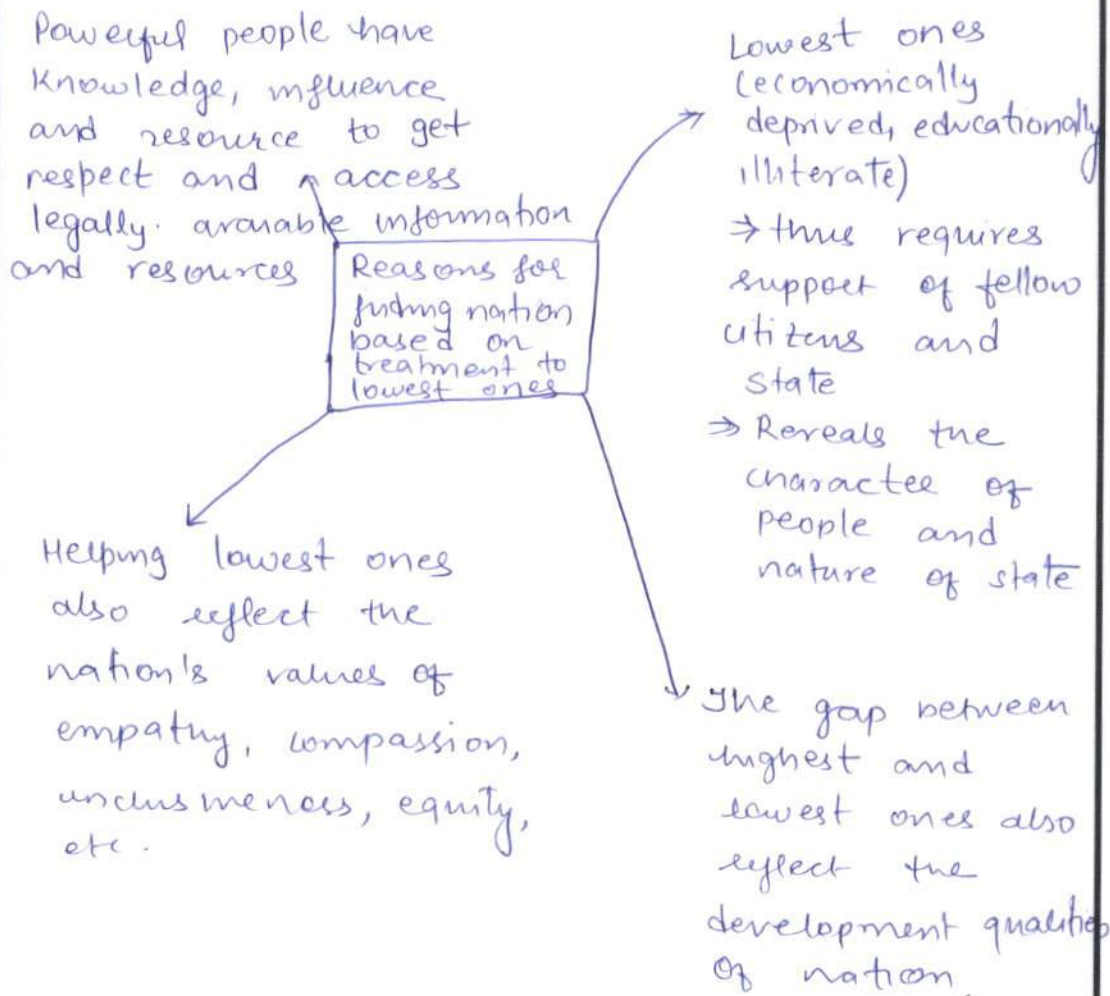 Powerful people have
Knowledge, influence
and resource to get
respect and access
legally. avaiable information
and resources
Reasons for
juding nation
based on
treatment to
lowest ones
Lowest ones
(economically
deprived, educationally
illiterate)
⇒ thus requires
support of fellow
citizens and
state
⇒ Reveals the
character of
people and
nature of state
Helping lowest ones
also reflect the
nation's values of
empathy, compassion,
inclusiveness, equity,
etc.
The gap between
highest and
lowest ones also
reflect the
development qualities
of nation